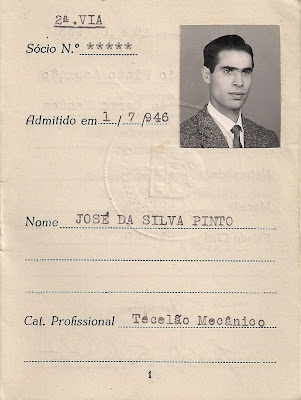 2ª.VIA
Sócio N.º *****
Admitido em 1/7/946
Nome JOSÉ DA SILVA PINTO
Cat. Profissional Tecelão Mecânico
1